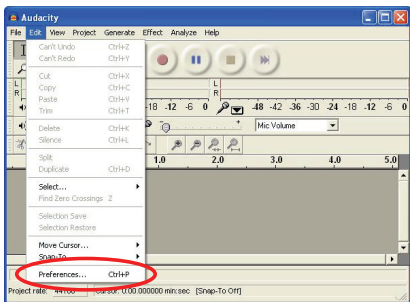 Audacity
File Edit View Project Generate Effect Analyze Help
Can't Undo Ctrl+Z
Can't Redo Ctrl+Y
Cut Ctrl+X
Copy Ctrl+C
Paste Ctrl+V
Trim Ctrl+T
Delete Ctrl+K
Silence Ctrl+L
Split
Duplicate Ctrl+D
Select...
Find Zero Crossings Z
Selection Save
Selection Restore
Move Cursor...
Snap-To
Preferences... Ctrl+P
L
R
-18 -12 -6 0
L
R
-48 -42 -36 -30 -24 -18 -12 -6 0
Mic Volume
1.0 2.0 3.0 4.0 5.0
Project rate: 44100 Cursor: 0:00.000000 min:sec [Snap-To Off]